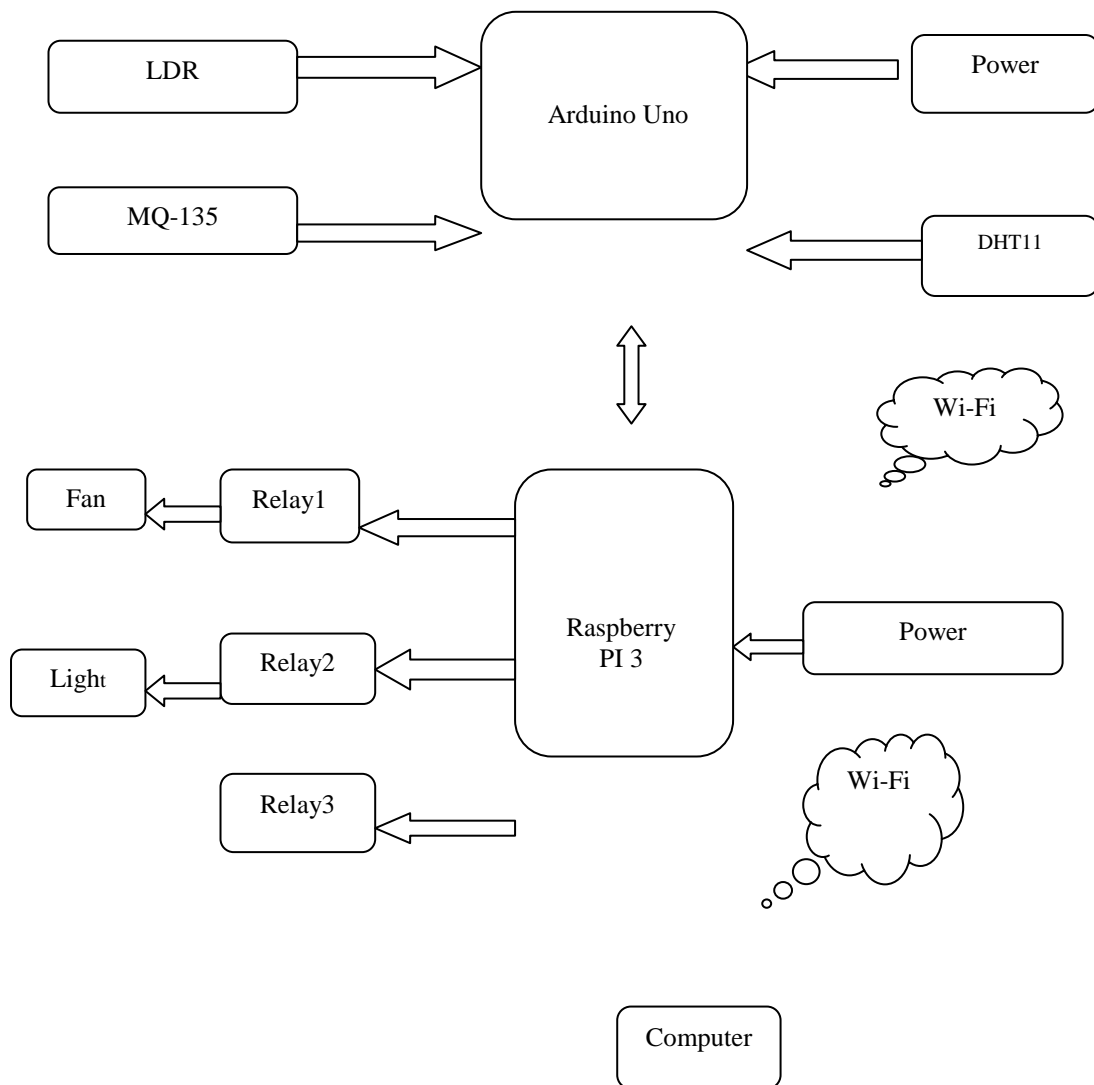 LDR
Arduino Uno
Power
MQ-135
DHT11
Wi-Fi
Fan
Relay1
Raspberry
PI 3
Power
Light
Relay2
Wi-Fi
Relay3
Computer